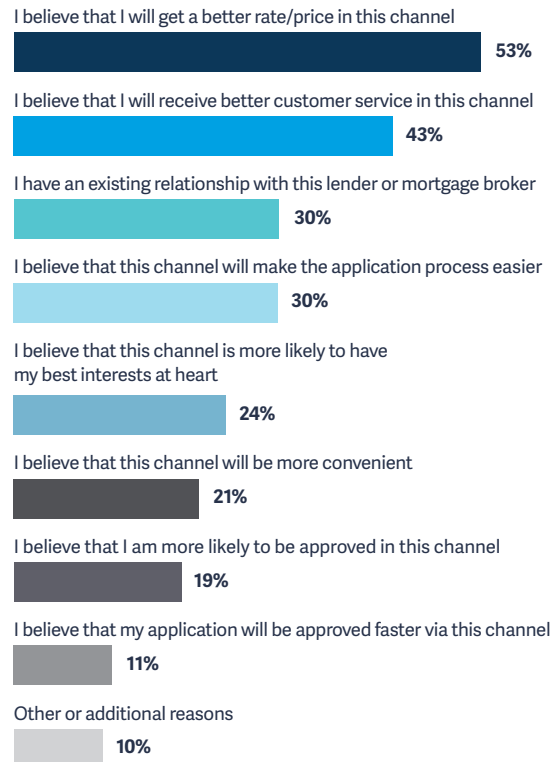 I believe that I will get a better rate/price in this channel
53%
I believe that I will receive better customer service in this channel
43%
I have an existing relationship with this lender or mortgage broker
30%
I believe that this channel will make the application process easier
30%
I believe that this channel is more likely to have
my best interests at heart
24%
I believe that this channel will be more convenient
21%
I believe that I am more likely to be approved in this channel
19%
I believe that my application will be approved faster via this channel
11%
Other or additional reasons
10%